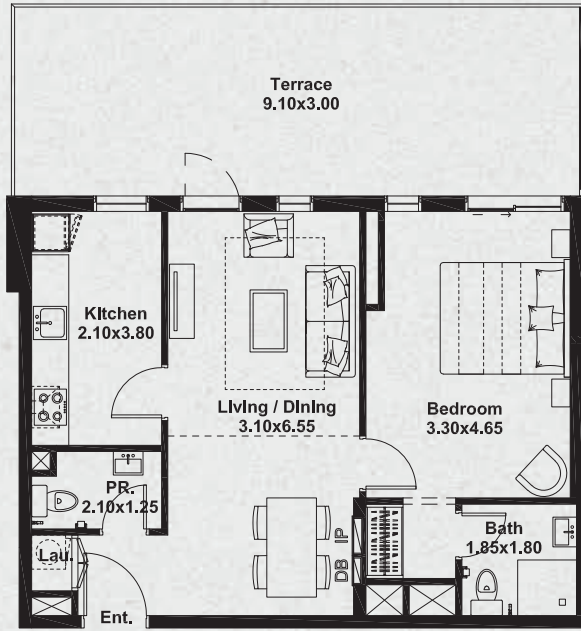 Terrace
9.10x3.00
Kitchen
2.10x3.80
Living / Dining
3.10x6.55
Bedroom
3.30x4.65
PR.
2.10x1.25
Bath
1.85x1.80
Lau.
DB IP
Ent.